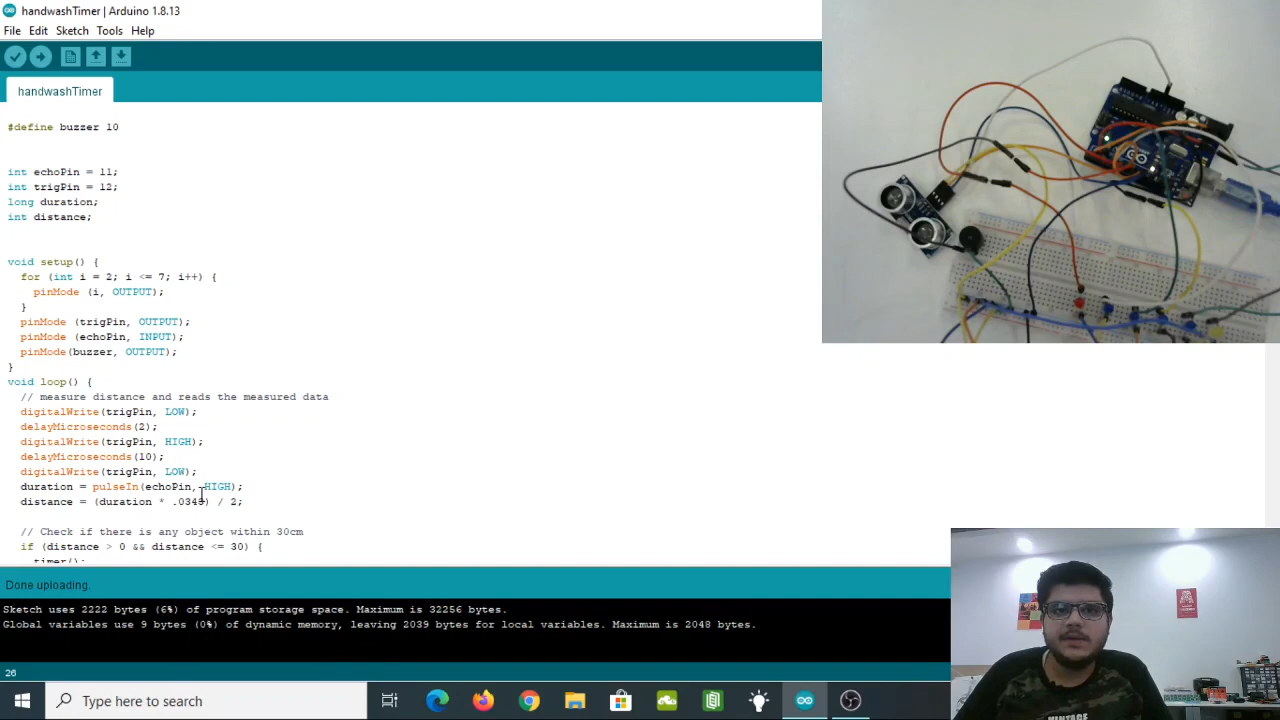 handwashTimer | Arduino 1.8.13
File Edit Sketch Tools Help
handwashTimer
#define buzzer 10
int echoPin = 11;
int trigPin = 12;
long duration;
int distance;
void setup() {
for (int i = 2; i <= 7; i++) {
pinMode (i, OUTPUT);
}
pinMode (trigPin, OUTPUT);
pinMode (echoPin, INPUT);
pinMode(buzzer, OUTPUT);
}
void loop() {
// measure distance and reads the measured data
digitalWrite(trigPin, LOW);
delayMicroseconds(2);
digitalWrite(trigPin, HIGH);
delayMicroseconds(10);
digitalWrite(trigPin, LOW);
duration = pulseIn(echoPin, HIGH);
distance = (duration * .0343) / 2;
// Check if there is any object within 30cm
if (distance > 0 && distance <= 30) {
timer();
Done uploading.
Sketch uses 2222 bytes (6%) of program storage space. Maximum is 32256 bytes.
Global variables use 9 bytes (0%) of dynamic memory, leaving 2039 bytes for local variables. Maximum is 2048 bytes.
26
Type here to search
VINTAGE